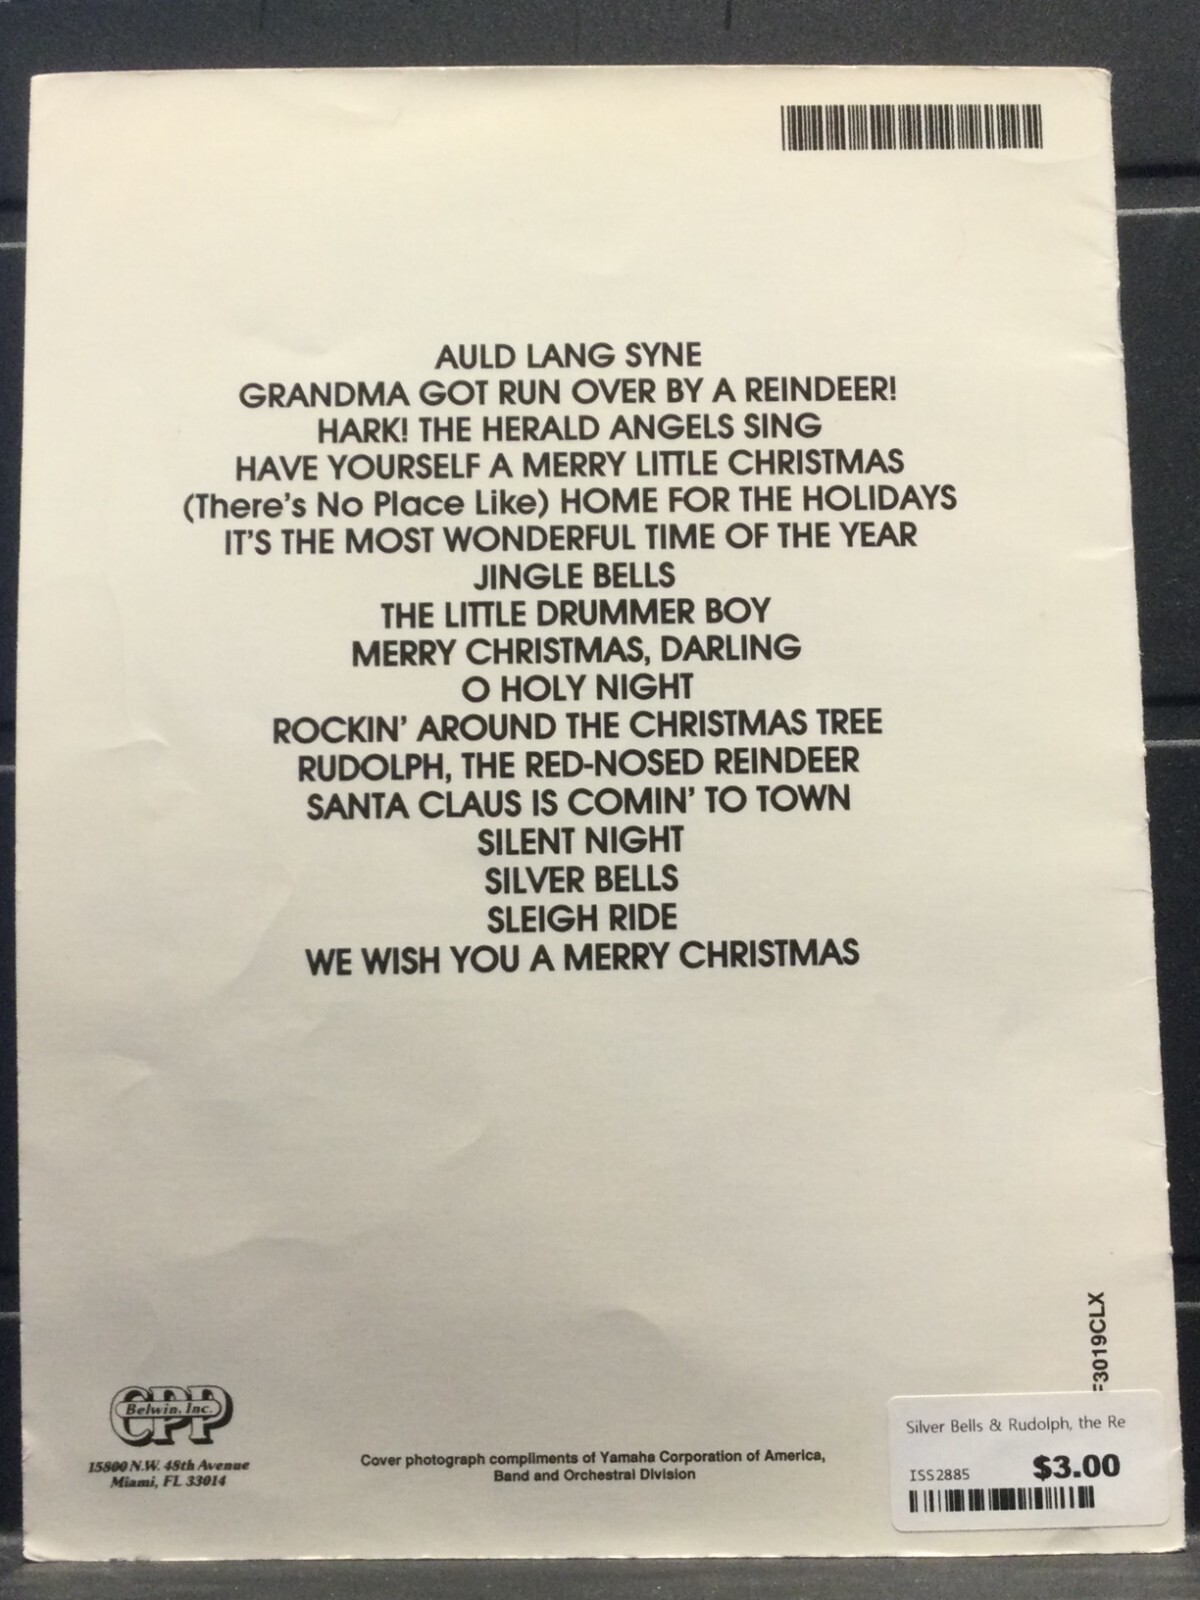 AULD LANG SYNE
GRANDMA GOT RUN OVER BY A REINDEER!
HARK! THE HERALD ANGELS SING
HAVE YOURSELF A MERRY LITTLE CHRISTMAS
(There's No Place Like) HOME FOR THE HOLIDAYS
IT'S THE MOST WONDERFUL TIME OF THE YEAR
JINGLE BELLS
THE LITTLE DRUMMER BOY
MERRY CHRISTMAS, DARLING
O HOLY NIGHT
ROCKIN' AROUND THE CHRISTMAS TREE
RUDOLPH, THE RED-NOSED REINDEER
SANTA CLAUS IS COMIN' TO TOWN
SILENT NIGHT
SILVER BELLS
SLEIGH RIDE
WE WISH YOU A MERRY CHRISTMAS
F3019CLX
CPP
Belwin, Inc.
15800 N.W. 48th Avenue
Miami, FL 33014
Cover photograph compliments of Yamaha Corporation of America,
Band and Orchestral Division
Silver Bells & Rudolph, the Re
ISS2885 $3.00